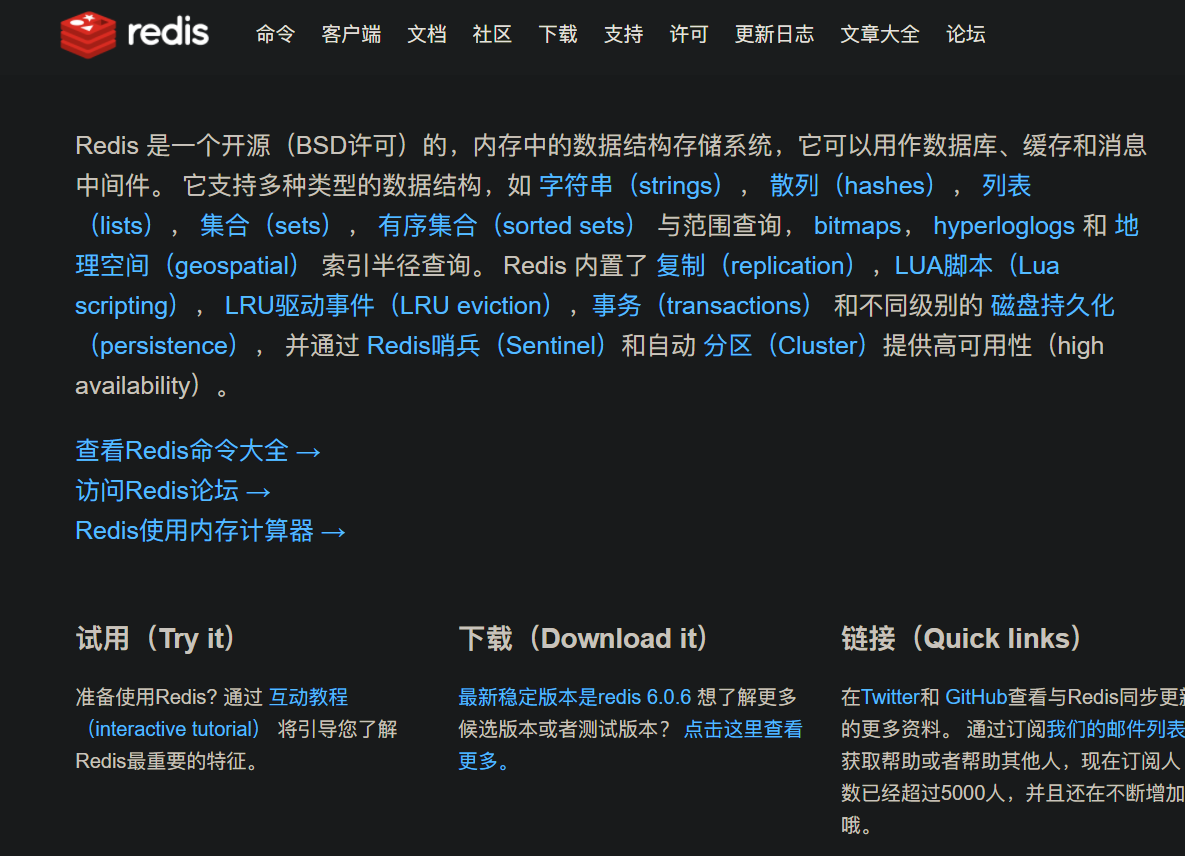 redis 命令 客户端 文档 社区 下载 支持 许可 更新日志 文章大全 论坛
Redis 是一个开源（BSD许可）的，内存中的数据结构存储系统，它可以用作数据库、缓存和消息
中间件。 它支持多种类型的数据结构，如 字符串（strings）， 散列（hashes）， 列表
（lists）， 集合（sets）， 有序集合（sorted sets） 与范围查询， bitmaps， hyperloglogs 和 地
理空间（geospatial） 索引半径查询。 Redis 内置了 复制（replication），LUA脚本（Lua
scripting）， LRU驱动事件（LRU eviction），事务（transactions） 和不同级别的 磁盘持久化
（persistence）， 并通过 Redis哨兵（Sentinel）和自动 分区（Cluster）提供高可用性（high
availability）。
查看Redis命令大全 →
访问Redis论坛 →
Redis使用内存计算器 →
试用（Try it）
准备使用Redis? 通过 互动教程
（interactive tutorial） 将引导您了解
Redis最重要的特征。
下载（Download it）
最新稳定版本是redis 6.0.6 想了解更多
候选版本或者测试版本？ 点击这里查看
更多。
链接（Quick links）
在Twitter和 GitHub查看与Redis同步更新
的更多资料。 通过订阅我们的邮件列表
获取帮助或者帮助其他人，现在订阅人
数已经超过5000人，并且还在不断增加
哦。